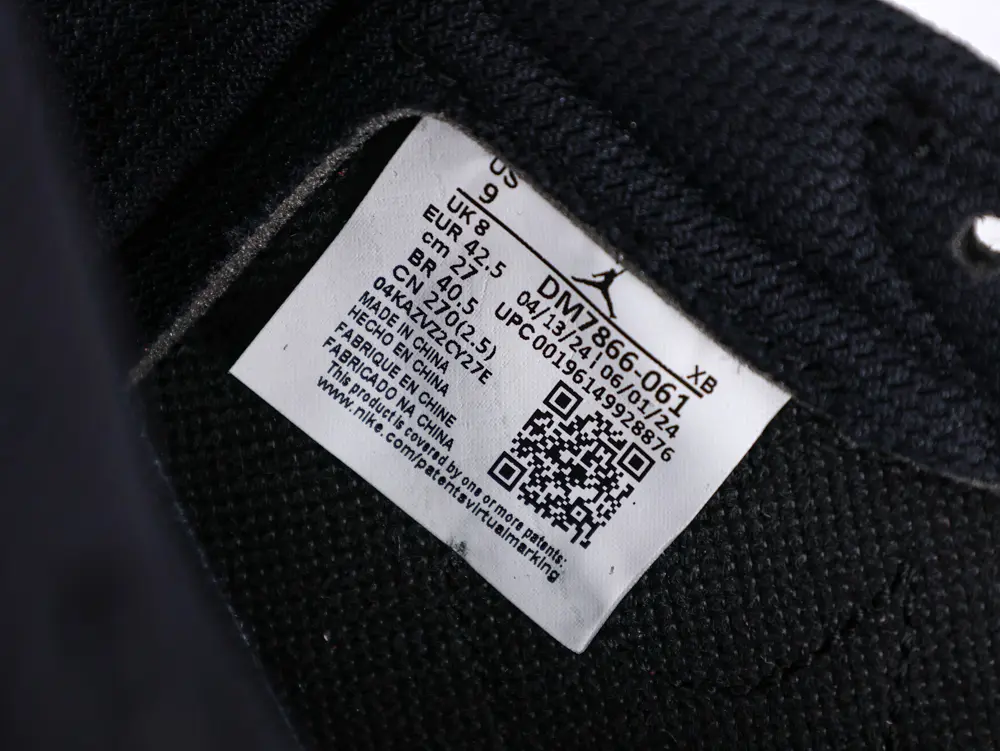 US
9
UK 8
EUR 42.5
cm 27
BR 40.5
CN 270(2.5)
04KAZVZ2CY27E
MADE IN CHINA
HECHO EN CHINA
FABRIQUE EN CHINE
FABRICADO NA CHINA
This product is covered by one or more patents:
www.nike.com/patentsvirtualmarking
XB
DM7866-061
04/13/24 | 06/01/24
UPC00196149928876